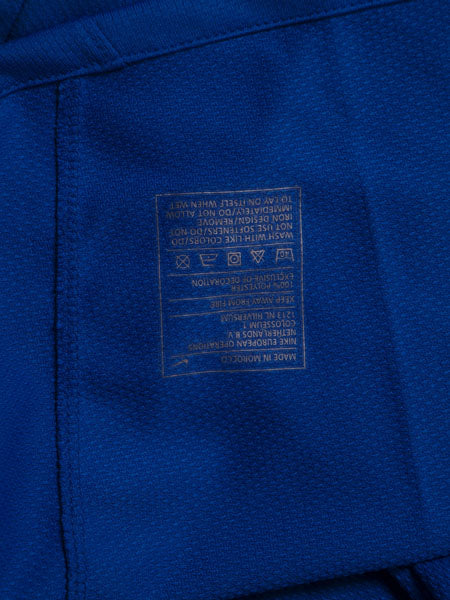 MADE IN MOROCCO
NIKE EUROPEAN OPERATIONS
NETHERLANDS B.V.
COLOSSEUM 1
1213 NL HILVERSUM
KEEP AWAY FROM FIRE
100% POLYESTER
EXCLUSIVE OF DECORATION
WASH WITH LIKE COLORS/DO
NOT USE SOFTENERS/DO NOT
IRON DESIGN/REMOVE
IMMEDIATELY/DO NOT ALLOW
TO LAY ON ITSELF WHEN WET